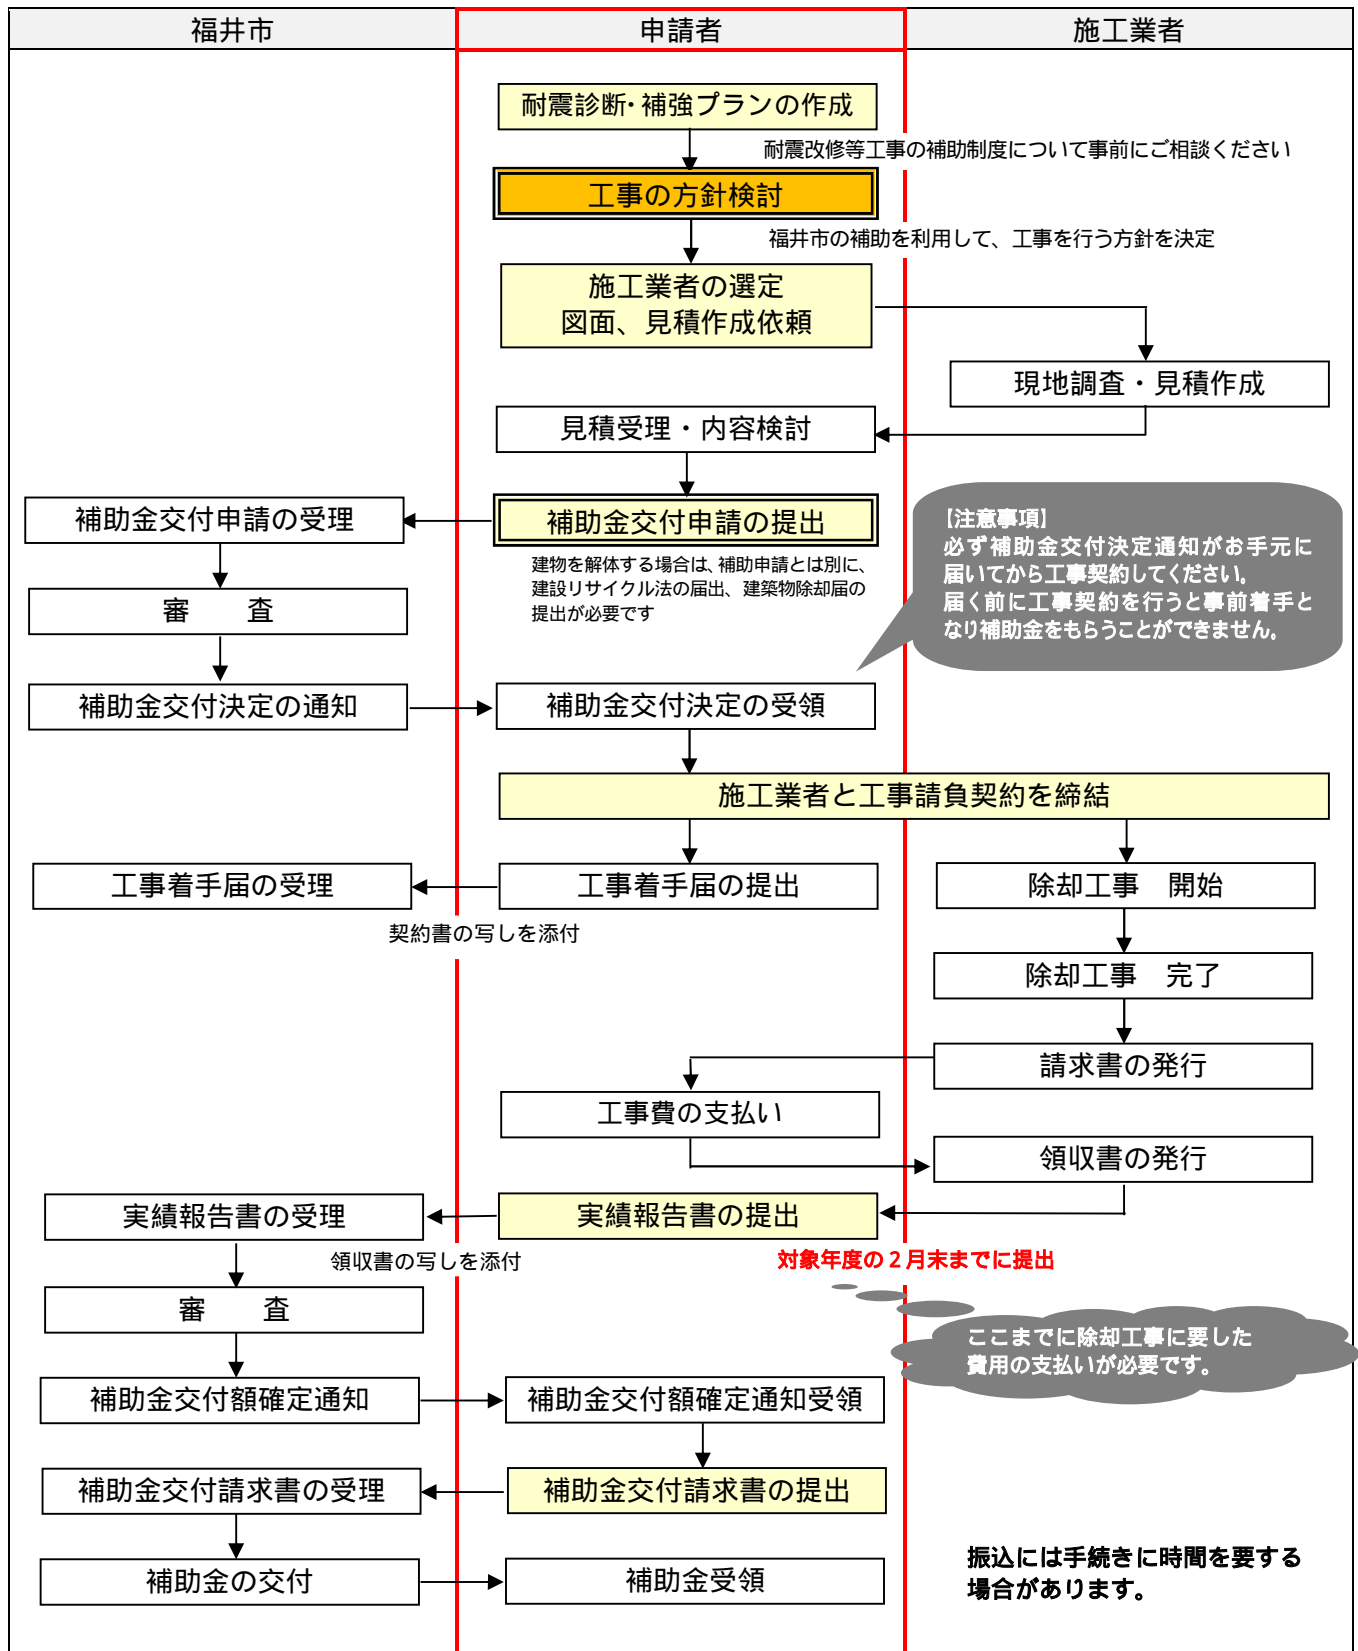 福井市
申請者
施工業者
耐震診断・補強プランの作成
耐震改修等工事の補助制度について事前にご相談ください
工事の方針検討
福井市の補助を利用して、工事を行う方針を決定
施工業者の選定
図面、見積作成依頼
現地調査・見積作成
見積受理・内容検討
補助金交付申請の受理
補助金交付申請の提出
建物を解体する場合は、補助申請とは別に、
建設リサイクル法の届出、建築物除却届の
提出が必要です
【注意事項】
必ず補助金交付決定通知がお手元に
届いてから工事契約してください。
届く前に工事契約を行うと事前着手と
なり補助金をもらうことができません。
審　　査
補助金交付決定の通知
補助金交付決定の受領
施工業者と工事請負契約を締結
工事着手届の受理
工事着手届の提出
除却工事　開始
契約書の写しを添付
除却工事　完了
請求書の発行
工事費の支払い
領収書の発行
実績報告書の受理
実績報告書の提出
領収書の写しを添付
対象年度の２月末までに提出
審　　査
ここまでに除却工事に要した
費用の支払いが必要です。
補助金交付額確定通知
補助金交付額確定通知受領
補助金交付請求書の受理
補助金交付請求書の提出
補助金の交付
補助金受領
振込には手続きに時間を要する
場合があります。